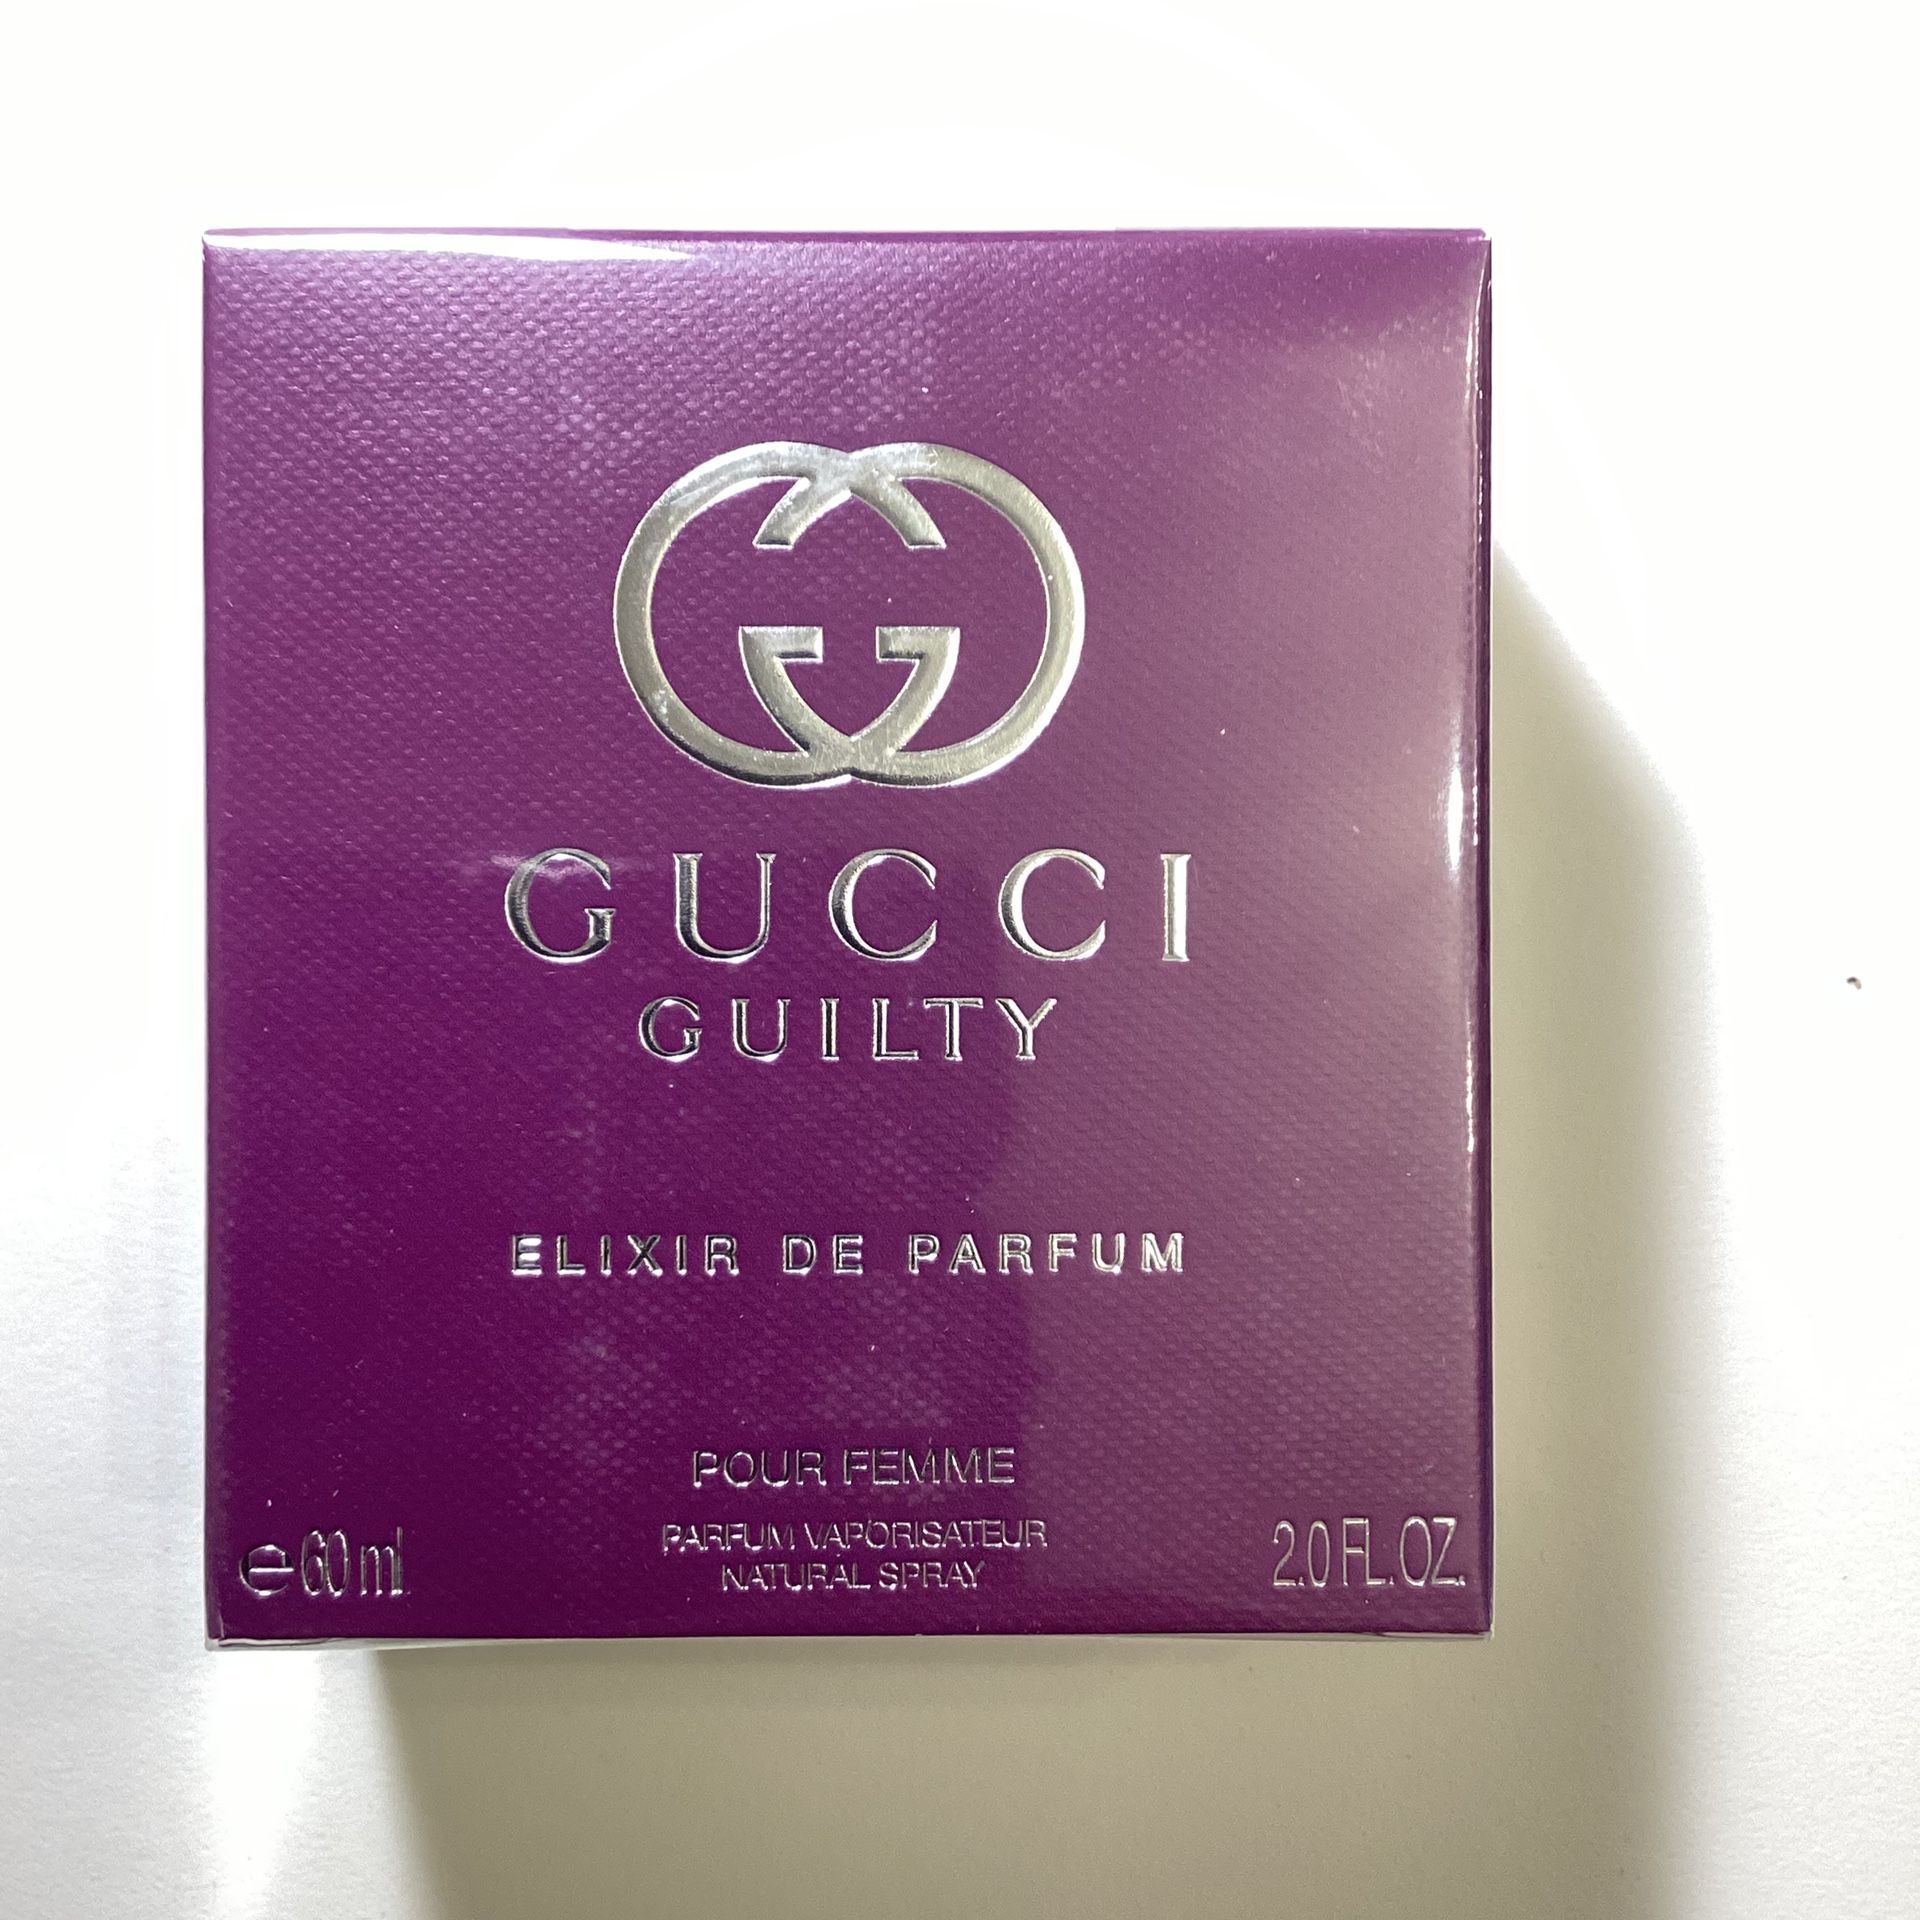 GUCCI
GUILTY
ELIXIR DE PARFUM
POUR FEMME
PARFUM VAPORISATEUR
NATURAL SPRAY
℮60 ml
2.0 FL. OZ.